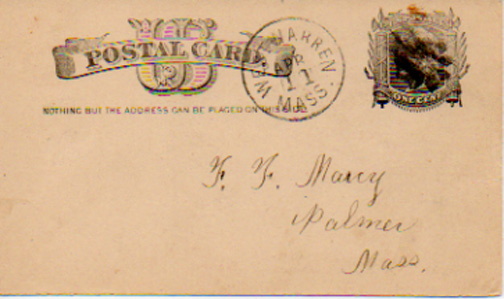 U S
POSTAL CARD
W. WARREN.
APR
11
MASS.
ONE CENT
NOTHING BUT THE ADDRESS CAN BE PLACED ON THIS SIDE.
F. F. Marcy
Palmer
Mass.